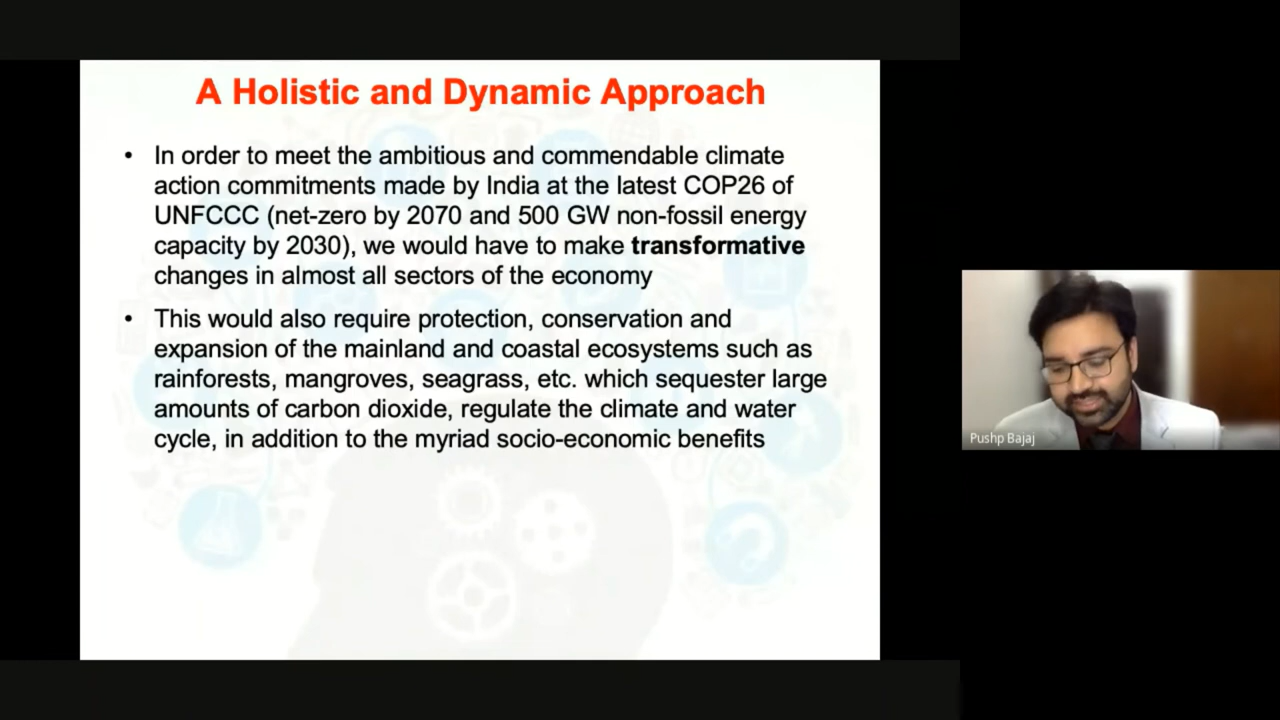 A Holistic and Dynamic Approach
• In order to meet the ambitious and commendable climate
action commitments made by India at the latest COP26 of
UNFCCC (net-zero by 2070 and 500 GW non-fossil energy
capacity by 2030), we would have to make transformative
changes in almost all sectors of the economy
• This would also require protection, conservation and
expansion of the mainland and coastal ecosystems such as
rainforests, mangroves, seagrass, etc. which sequester large
amounts of carbon dioxide, regulate the climate and water
cycle, in addition to the myriad socio-economic benefits
Pushp Bajaj